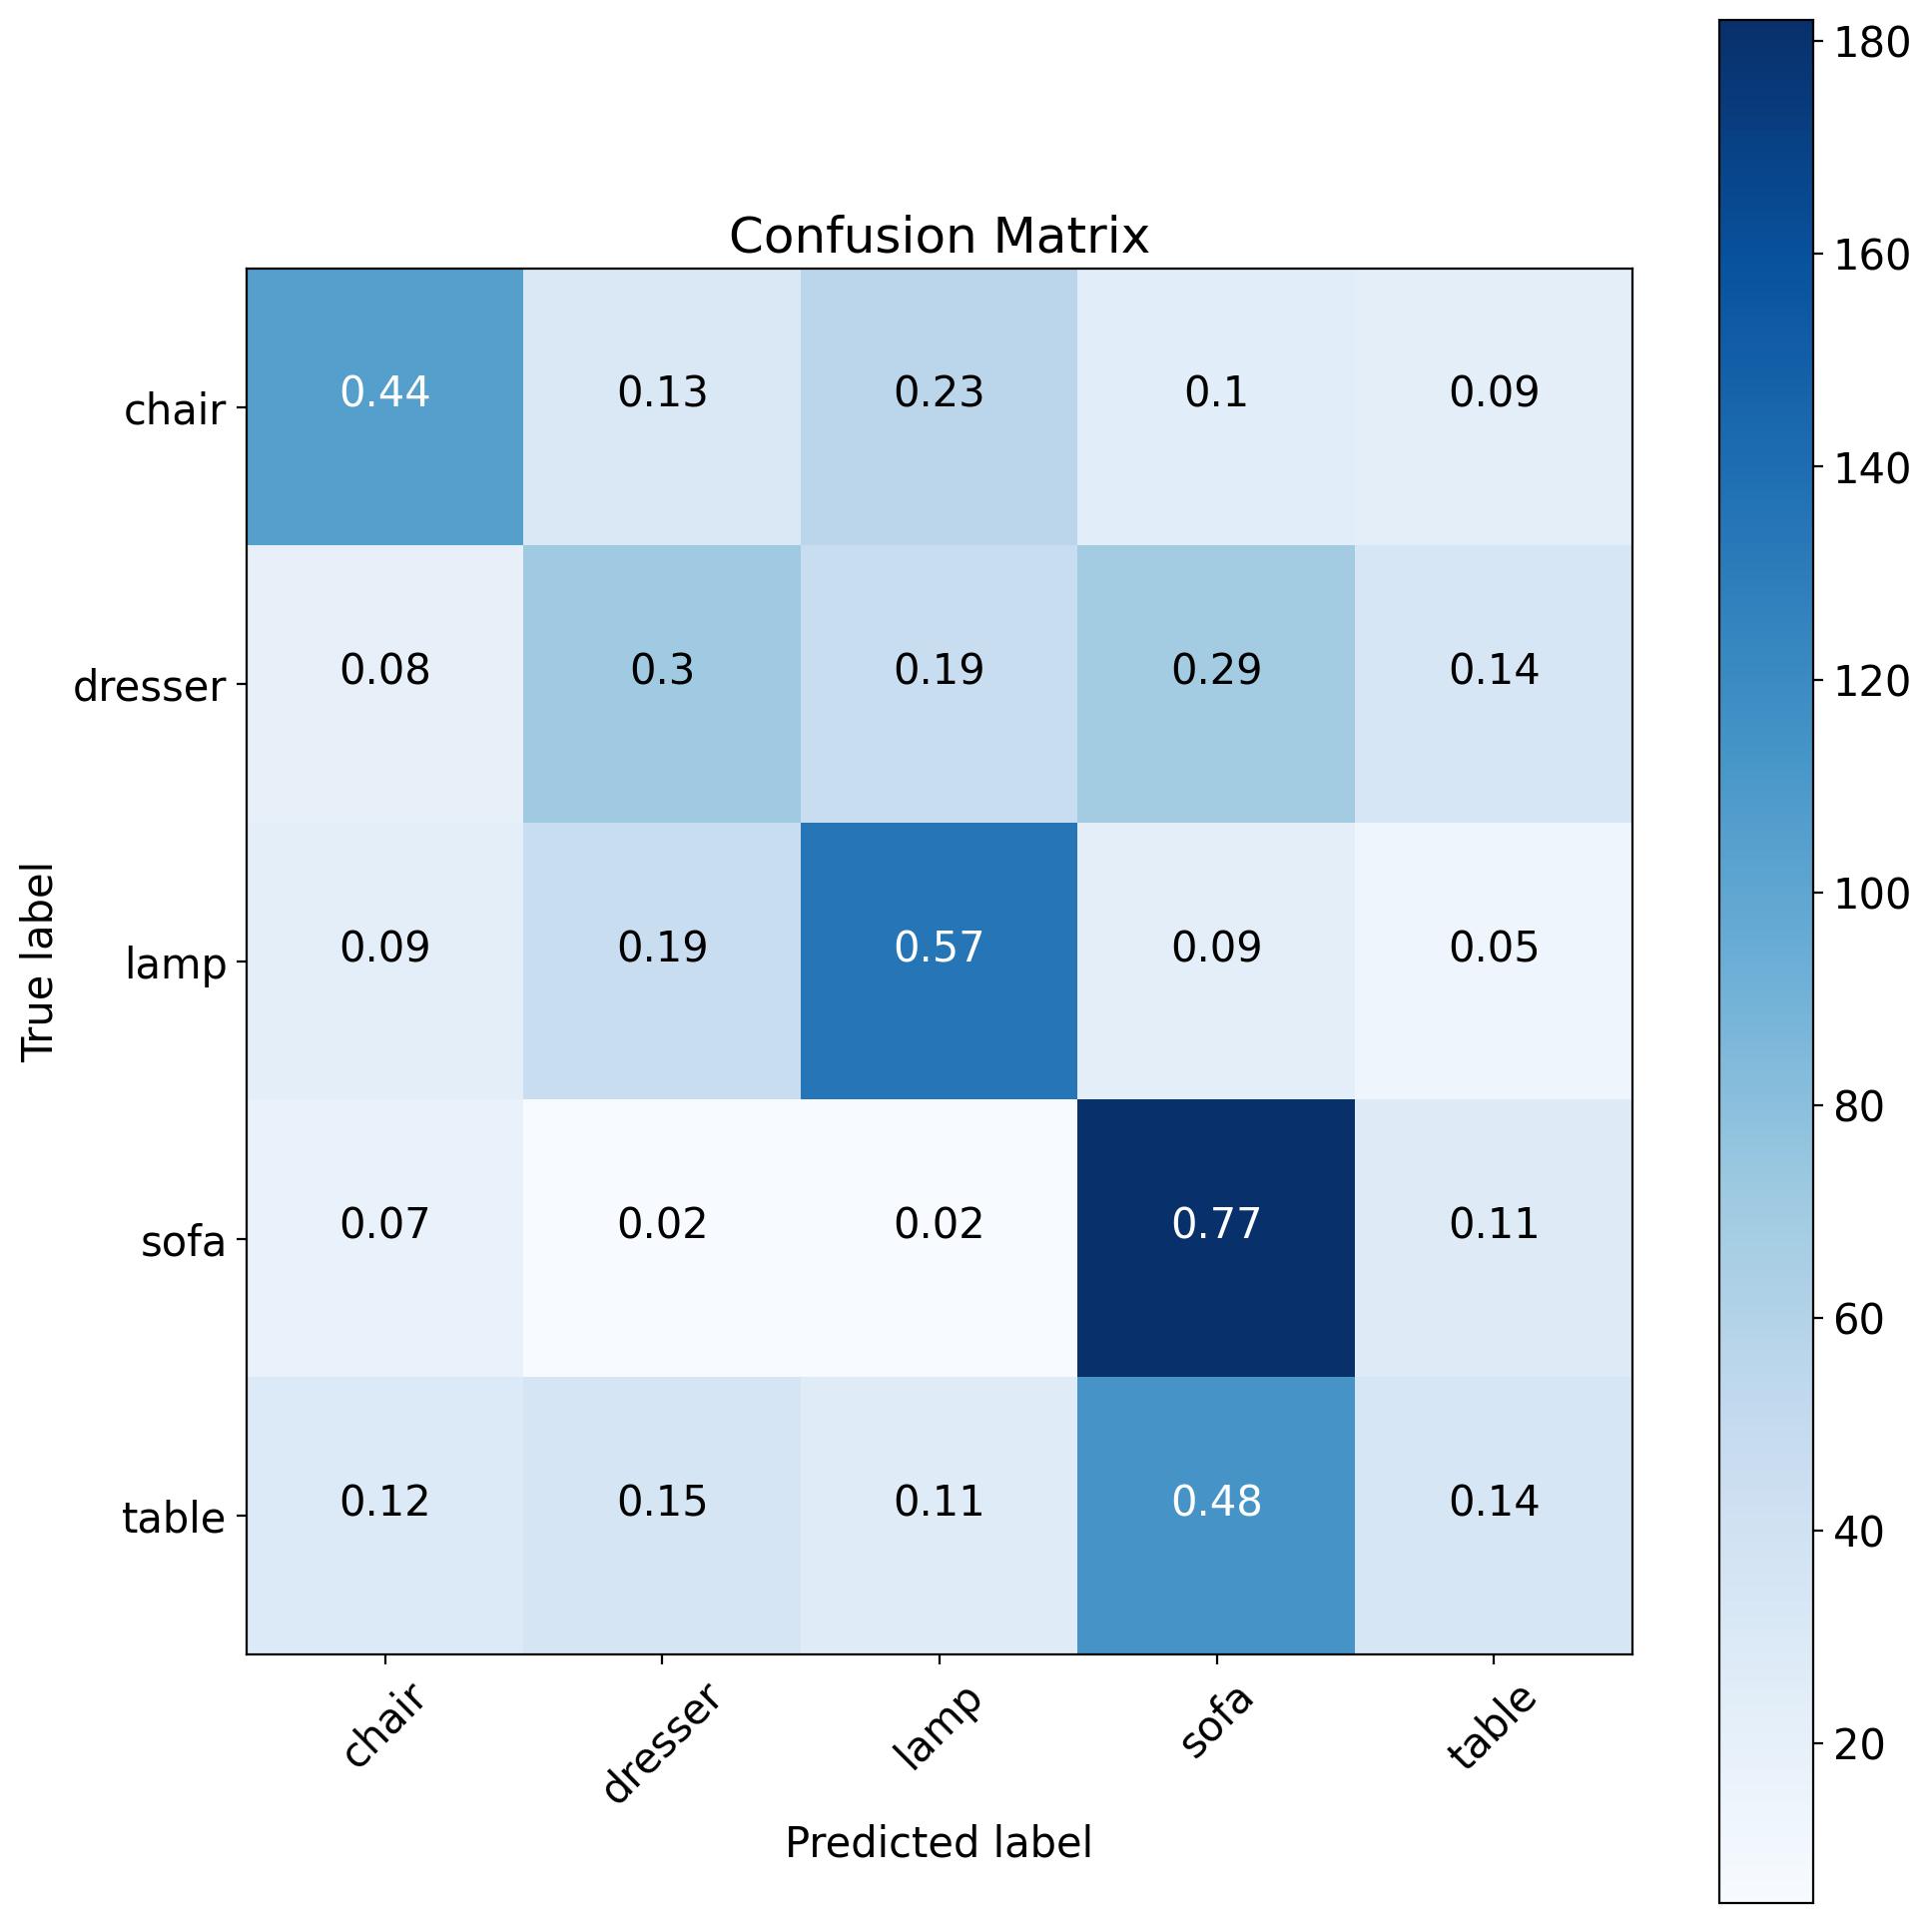 Confusion Matrix
True label
chair 0.44 0.13 0.23 0.1 0.09
dresser 0.08 0.3 0.19 0.29 0.14
lamp 0.09 0.19 0.57 0.09 0.05
sofa 0.07 0.02 0.02 0.77 0.11
table 0.12 0.15 0.11 0.48 0.14
chair dresser lamp sofa table
Predicted label
180
160
140
120
100
80
60
40
20